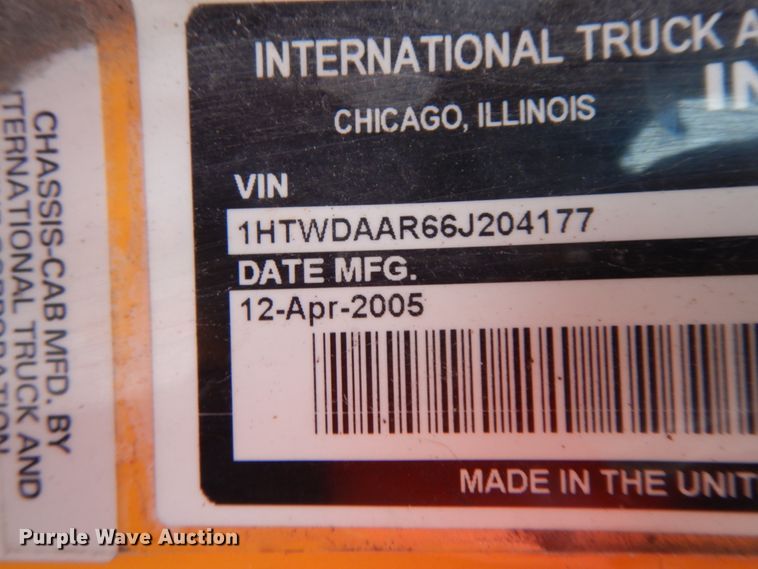 CHASSIS-CAB MFD. BY
TERNATIONAL TRUCK AND
CORPORATION
INTERNATIONAL TRUCK A
IN
CHICAGO, ILLINOIS
VIN
1HTWDAAR66J204177
DATE MFG.
12-Apr-2005
MADE IN THE UNIT
Purple Wave Auction